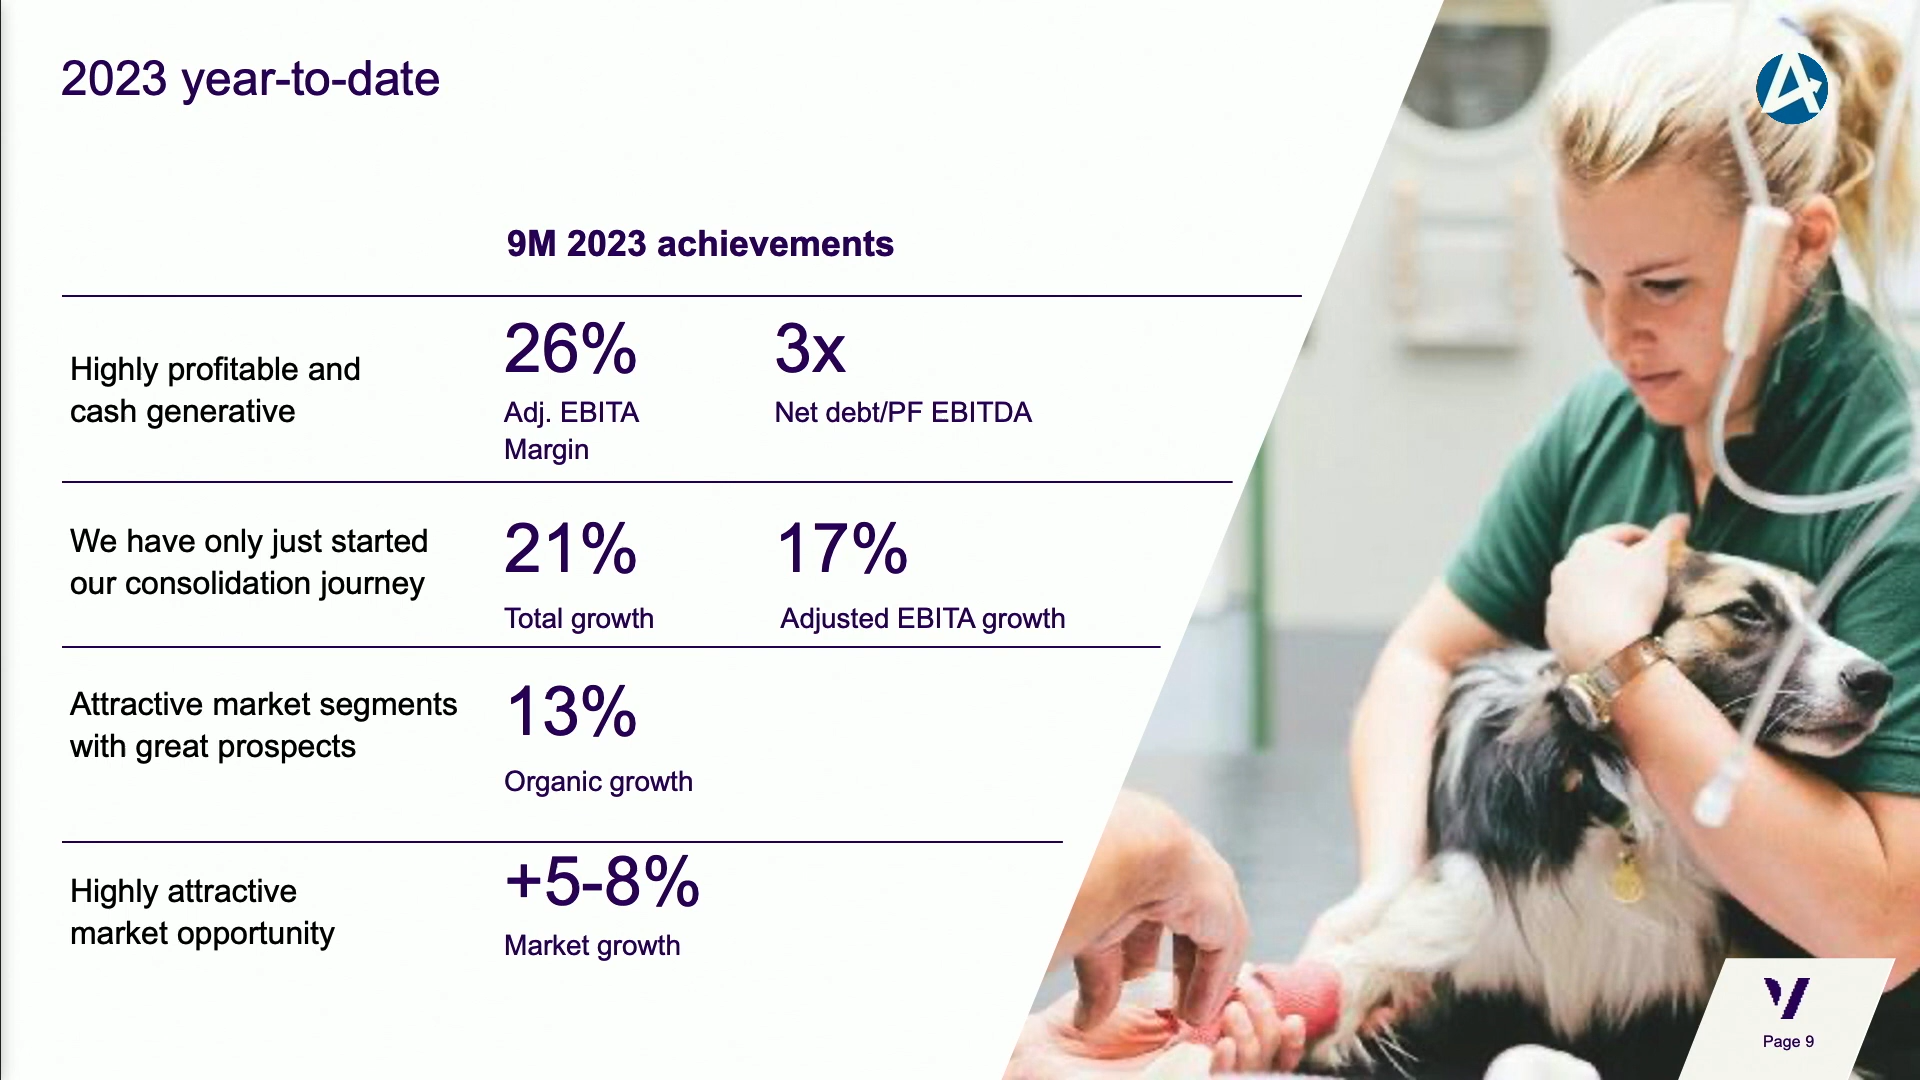 2023 year-to-date
9M 2023 achievements
Highly profitable and
cash generative
26%
Adj. EBITA
Margin
3x
Net debt/PF EBITDA
We have only just started
our consolidation journey
21%
Total growth
17%
Adjusted EBITA growth
Attractive market segments
with great prospects
13%
Organic growth
Highly attractive
market opportunity
+5-8%
Market growth
Page 9